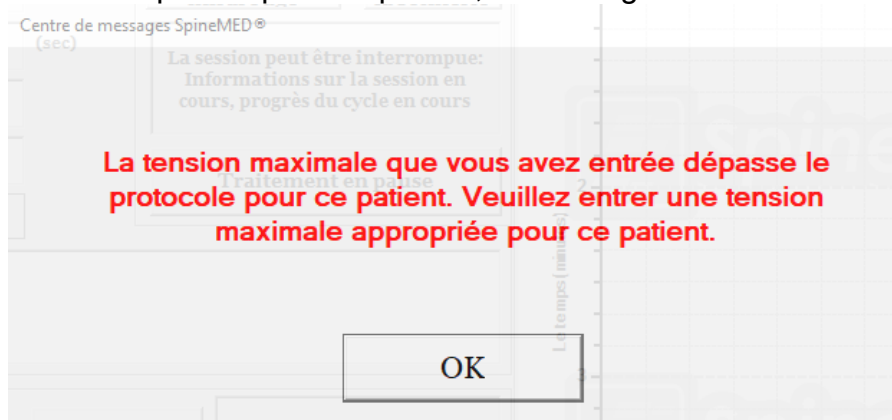 Centre de messages SpineMED®
(sec)
La session peut être interrompue:
Informations sur la session en
cours, progrès du cycle en cours
La tension maximale que vous avez entrée dépasse le
Traitement en pause
protocole pour ce patient. Veuillez entrer une tension
maximale appropriée pour ce patient.
2
Le temps (minutes)
OK
3